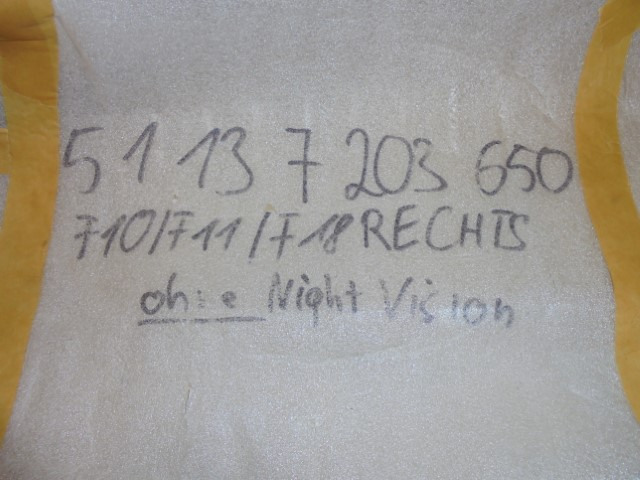 51 13 7 203 650
F10/F11/F18 RECHTS
ohne Night Vision